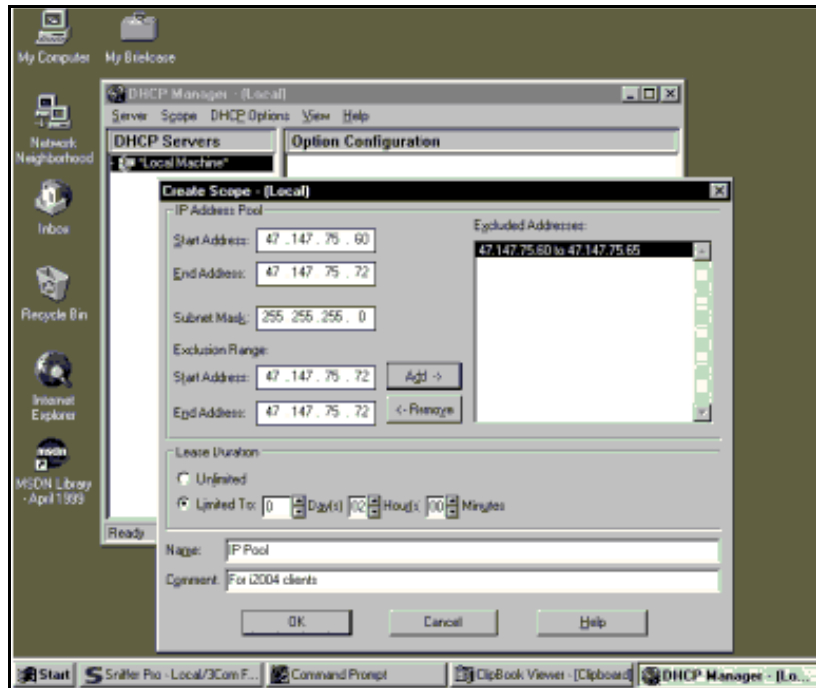 My Computer
My Briefcase
Network Neighborhood
Inbox
Recycle Bin
Internet Explorer
msdn
MSDN Library - April 1999
DHCP Manager - (Local)
Server Scope DHCP Options View Help
DHCP Servers
Option Configuration
*Local Machine*
Create Scope - (Local)
IP Address Pool
Start Address: 47 .147 . 75 . 60
End Address: 47 .147 . 75 . 72
Subnet Mask: 255 .255 .255 . 0
Exclusion Range:
Start Address: 47 .147 . 75 . 72
Add ->
End Address: 47 .147 . 75 . 72
<- Remove
Excluded Addresses:
47.147.75.60 to 47.147.75.65
Lease Duration
Unlimited
Limited To: 0 Day(s) 02 Hour(s) 00 Minutes
Ready
Name: IP Pool
Comment: For i2004 clients
OK
Cancel
Help
Start
Sniffer Pro - Local/3Com F...
Command Prompt
ClipBook Viewer - [Clipboard]
DHCP Manager - (Lo...